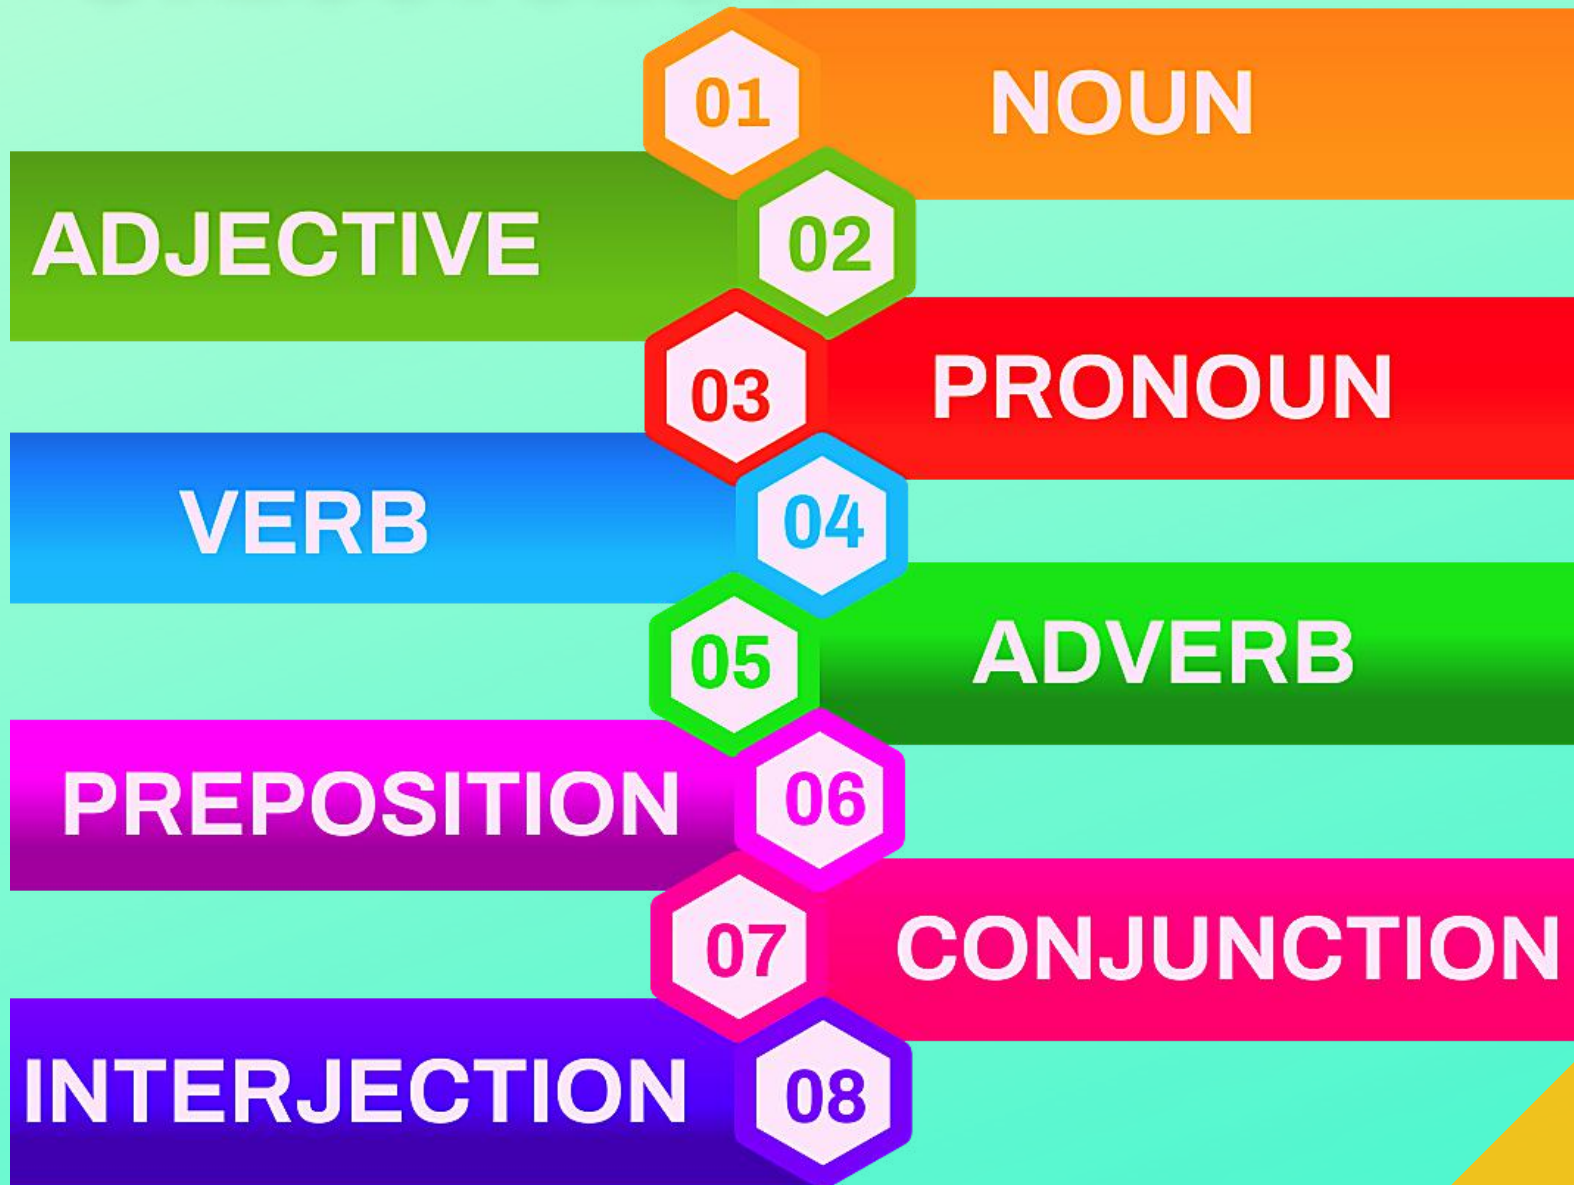 01 NOUN
ADJECTIVE 02
03 PRONOUN
VERB 04
05 ADVERB
PREPOSITION 06
07 CONJUNCTION
INTERJECTION 08